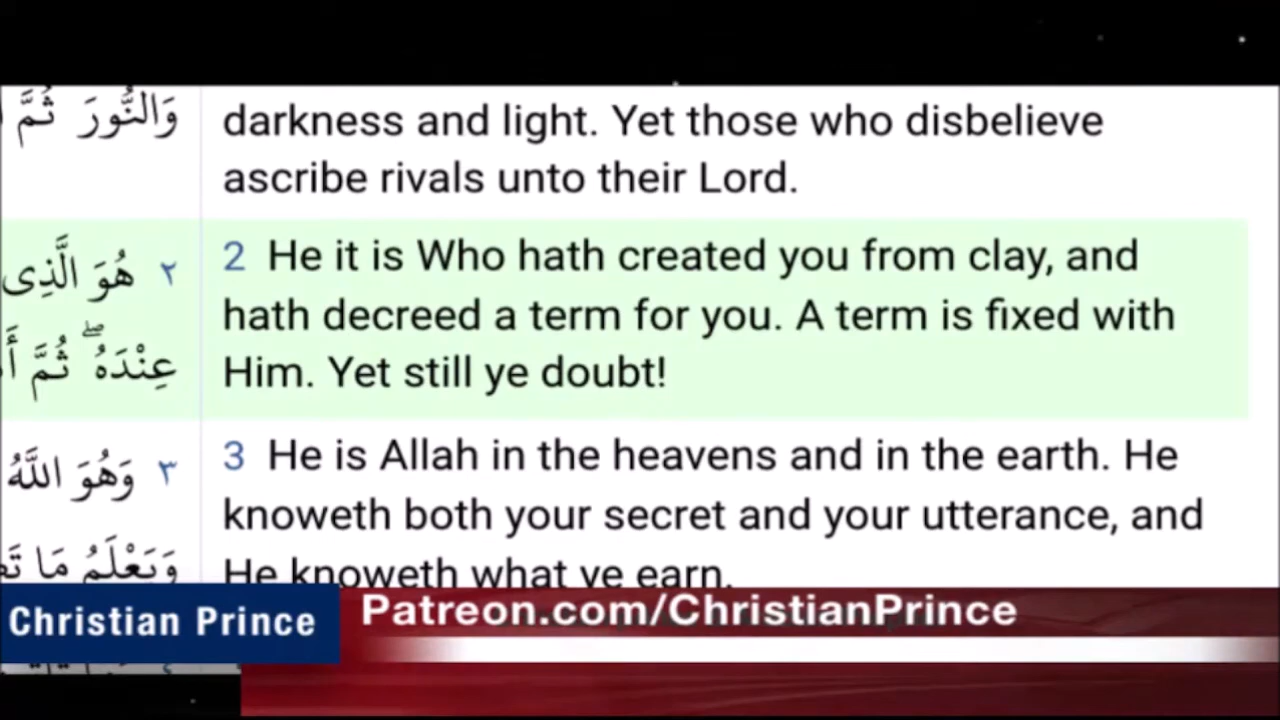 وَالنُّورَ ثُمَّ
darkness and light. Yet those who disbelieve
ascribe rivals unto their Lord.
٢ هُوَ الَّذِى
عِنْدَهُ ۖ ثُمَّ
2 He it is Who hath created you from clay, and
hath decreed a term for you. A term is fixed with
Him. Yet still ye doubt!
٣ وَهُوَ اللَّهُ
وَيَعْلَمُ مَا
3 He is Allah in the heavens and in the earth. He
knoweth both your secret and your utterance, and
He knoweth what ye earn.
Christian Prince
Patreon.com/ChristianPrince